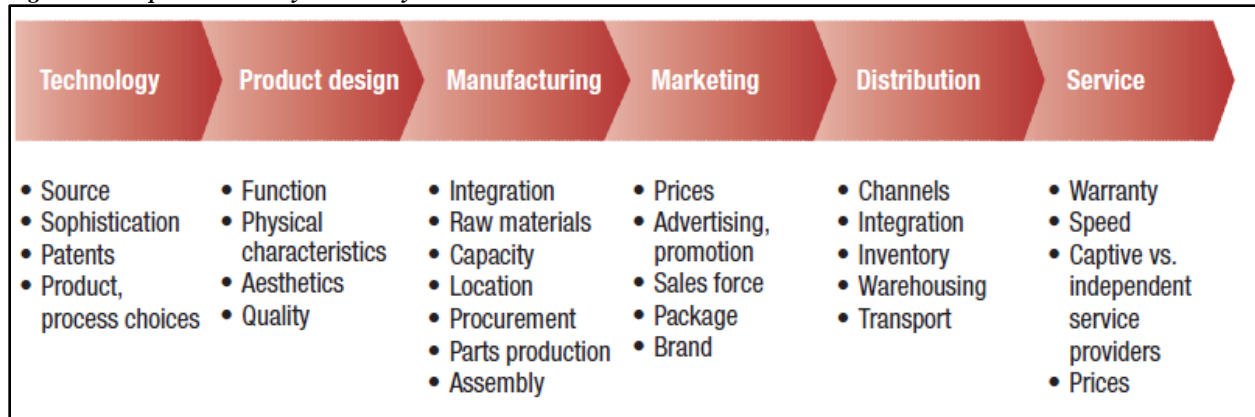 Technology
Product design
Manufacturing
Marketing
Distribution
Service
• Source
• Sophistication
• Patents
• Product,
process choices
• Function
• Physical
characteristics
• Aesthetics
• Quality
• Integration
• Raw materials
• Capacity
• Location
• Procurement
• Parts production
• Assembly
• Prices
• Advertising,
promotion
• Sales force
• Package
• Brand
• Channels
• Integration
• Inventory
• Warehousing
• Transport
• Warranty
• Speed
• Captive vs.
independent
service
providers
• Prices